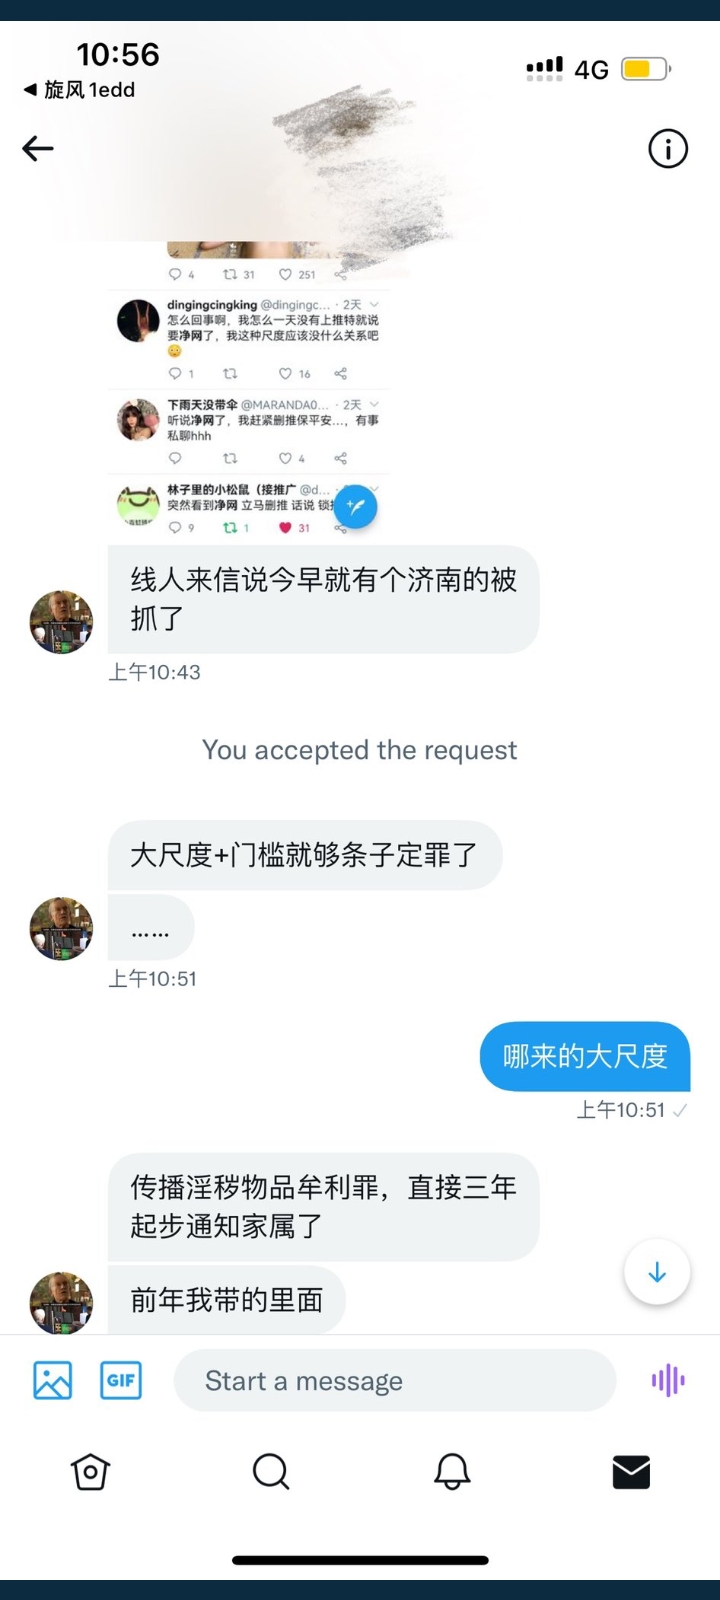 10:56
4G
◀ 旋风1edd
4 31 251
dingingcingking @dingingc... · 2天
怎么回事啊，我怎么一天没有上推特就说
要净网了，我这种尺度应该没什么关系吧
1 16
下雨天没带伞 @MARANDA0... · 2天
听说净网了，我赶紧删推保平安...，有事
私聊hhh
4
林子里的小松鼠（接推广 @d...
突然看到净网 立马删推 话说 锁
9 1 31
线人来信说今早就有个济南的被
抓了
上午10:43
You accepted the request
大尺度+门槛就够条子定罪了
……
上午10:51
哪来的大尺度
上午10:51
传播淫秽物品牟利罪，直接三年
起步通知家属了
前年我带的里面
GIF
Start a message